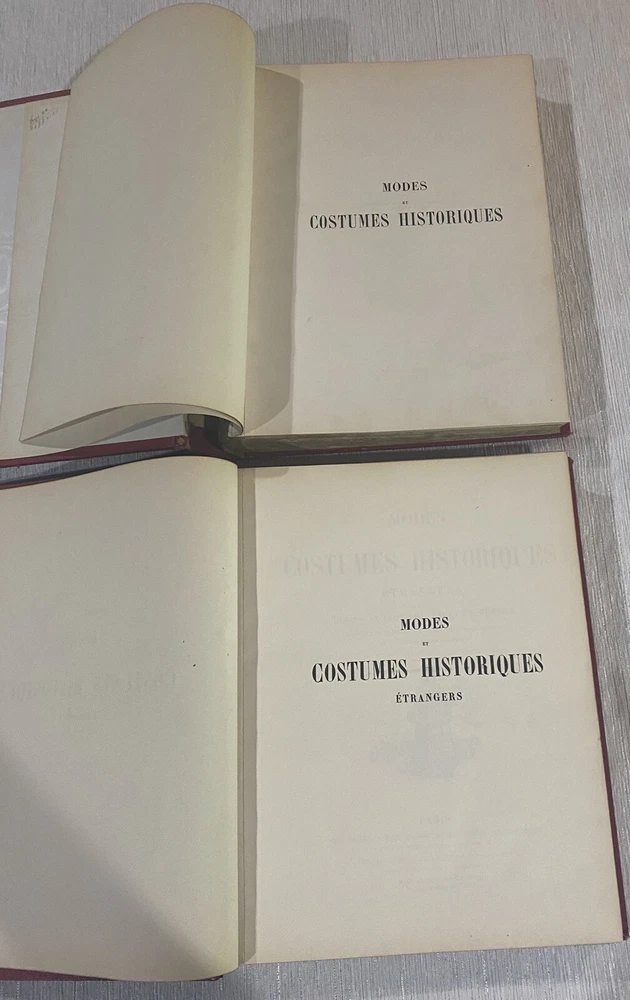 MODES
ET
COSTUMES HISTORIQUES
MODES
ET
COSTUMES HISTORIQUES
ÉTRANGERS